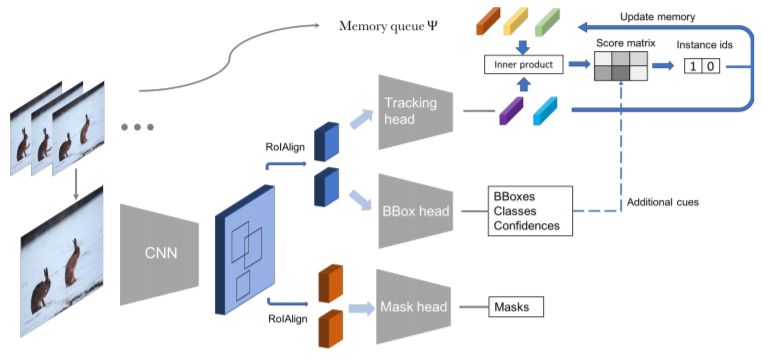 Memory queue Ψ
Update memory
Score matrix
Instance ids
Inner product
1 0
Tracking
head
RoIAlign
BBox head
BBoxes
Classes
Confidences
Additional cues
CNN
RoIAlign
Mask head
Masks